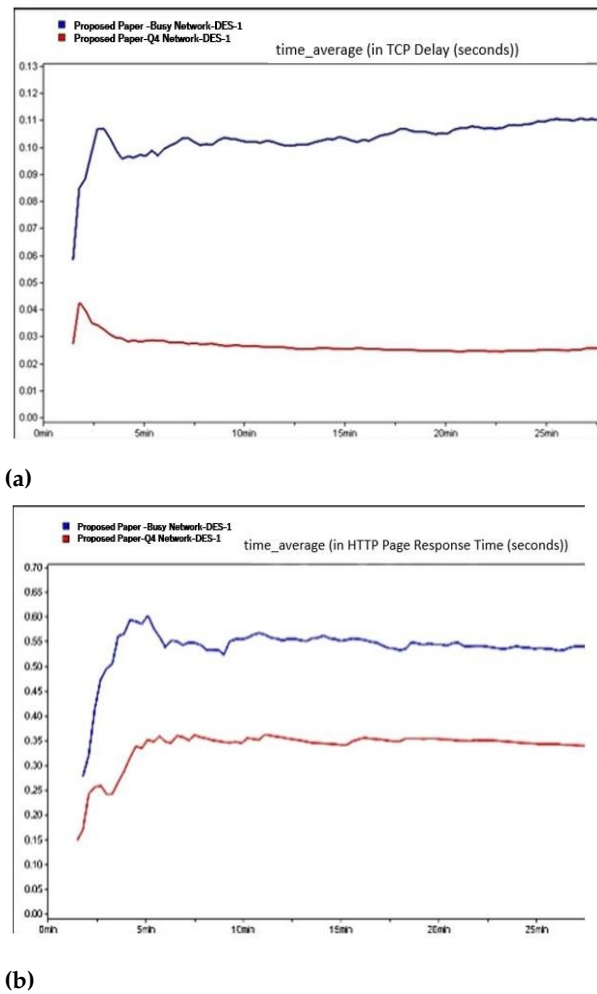 Proposed Paper -Busy Network-DES-1
Proposed Paper-Q4 Network-DES-1
time_average (in TCP Delay (seconds))
0.13
0.12
0.11
0.10
0.09
0.08
0.07
0.06
0.05
0.04
0.03
0.02
0.01
0.00
0min 5min 10min 15min 20min 25min
(a)
Proposed Paper -Busy Network-DES-1
Proposed Paper-Q4 Network-DES-1
time_average (in HTTP Page Response Time (seconds))
0.70
0.65
0.60
0.55
0.50
0.45
0.40
0.35
0.30
0.25
0.20
0.15
0.10
0.05
0.00
0min 5min 10min 15min 20min 25min
(b)